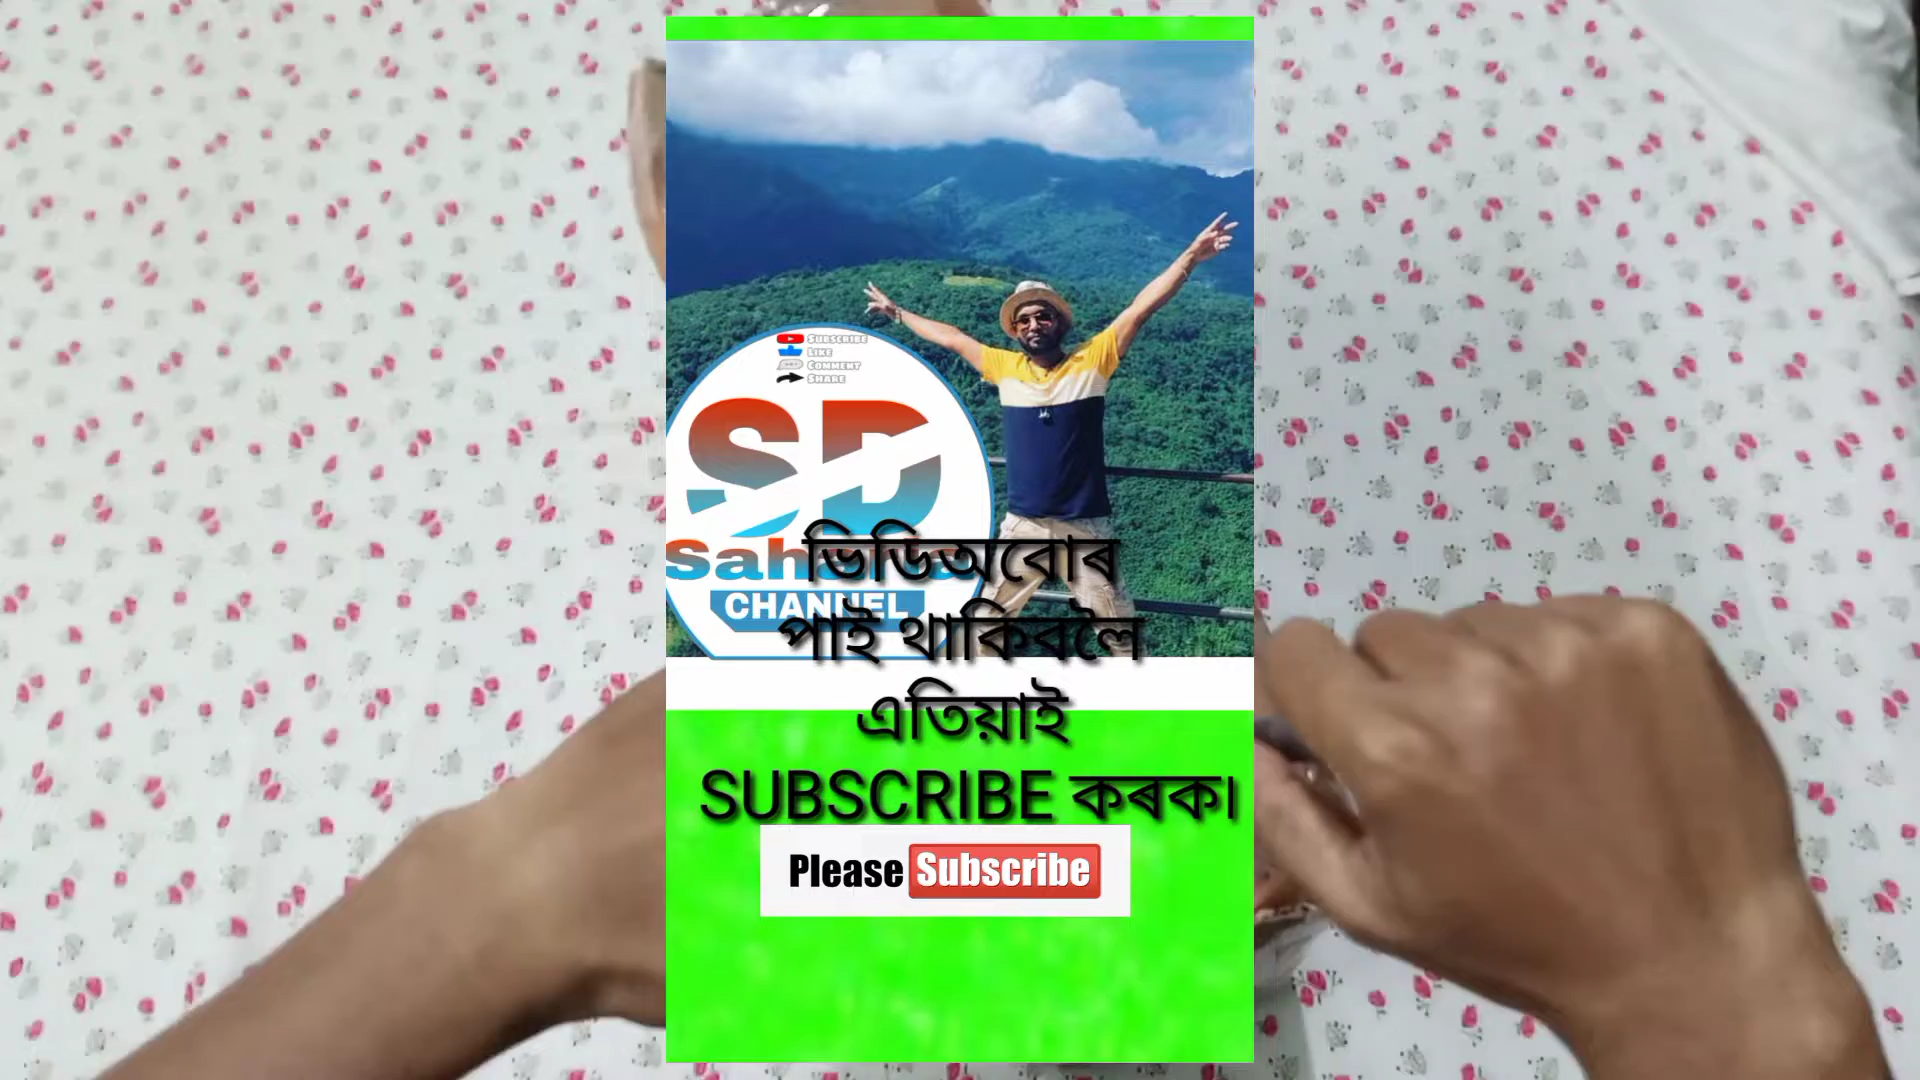 SUBSCRIBE
LIKE
COMMENT
SHARE
SD
CHANNEL
ভিডিঅবোৰ
পাই থাকিবলৈ
এতিয়াই
SUBSCRIBE কৰক।
Please Subscribe